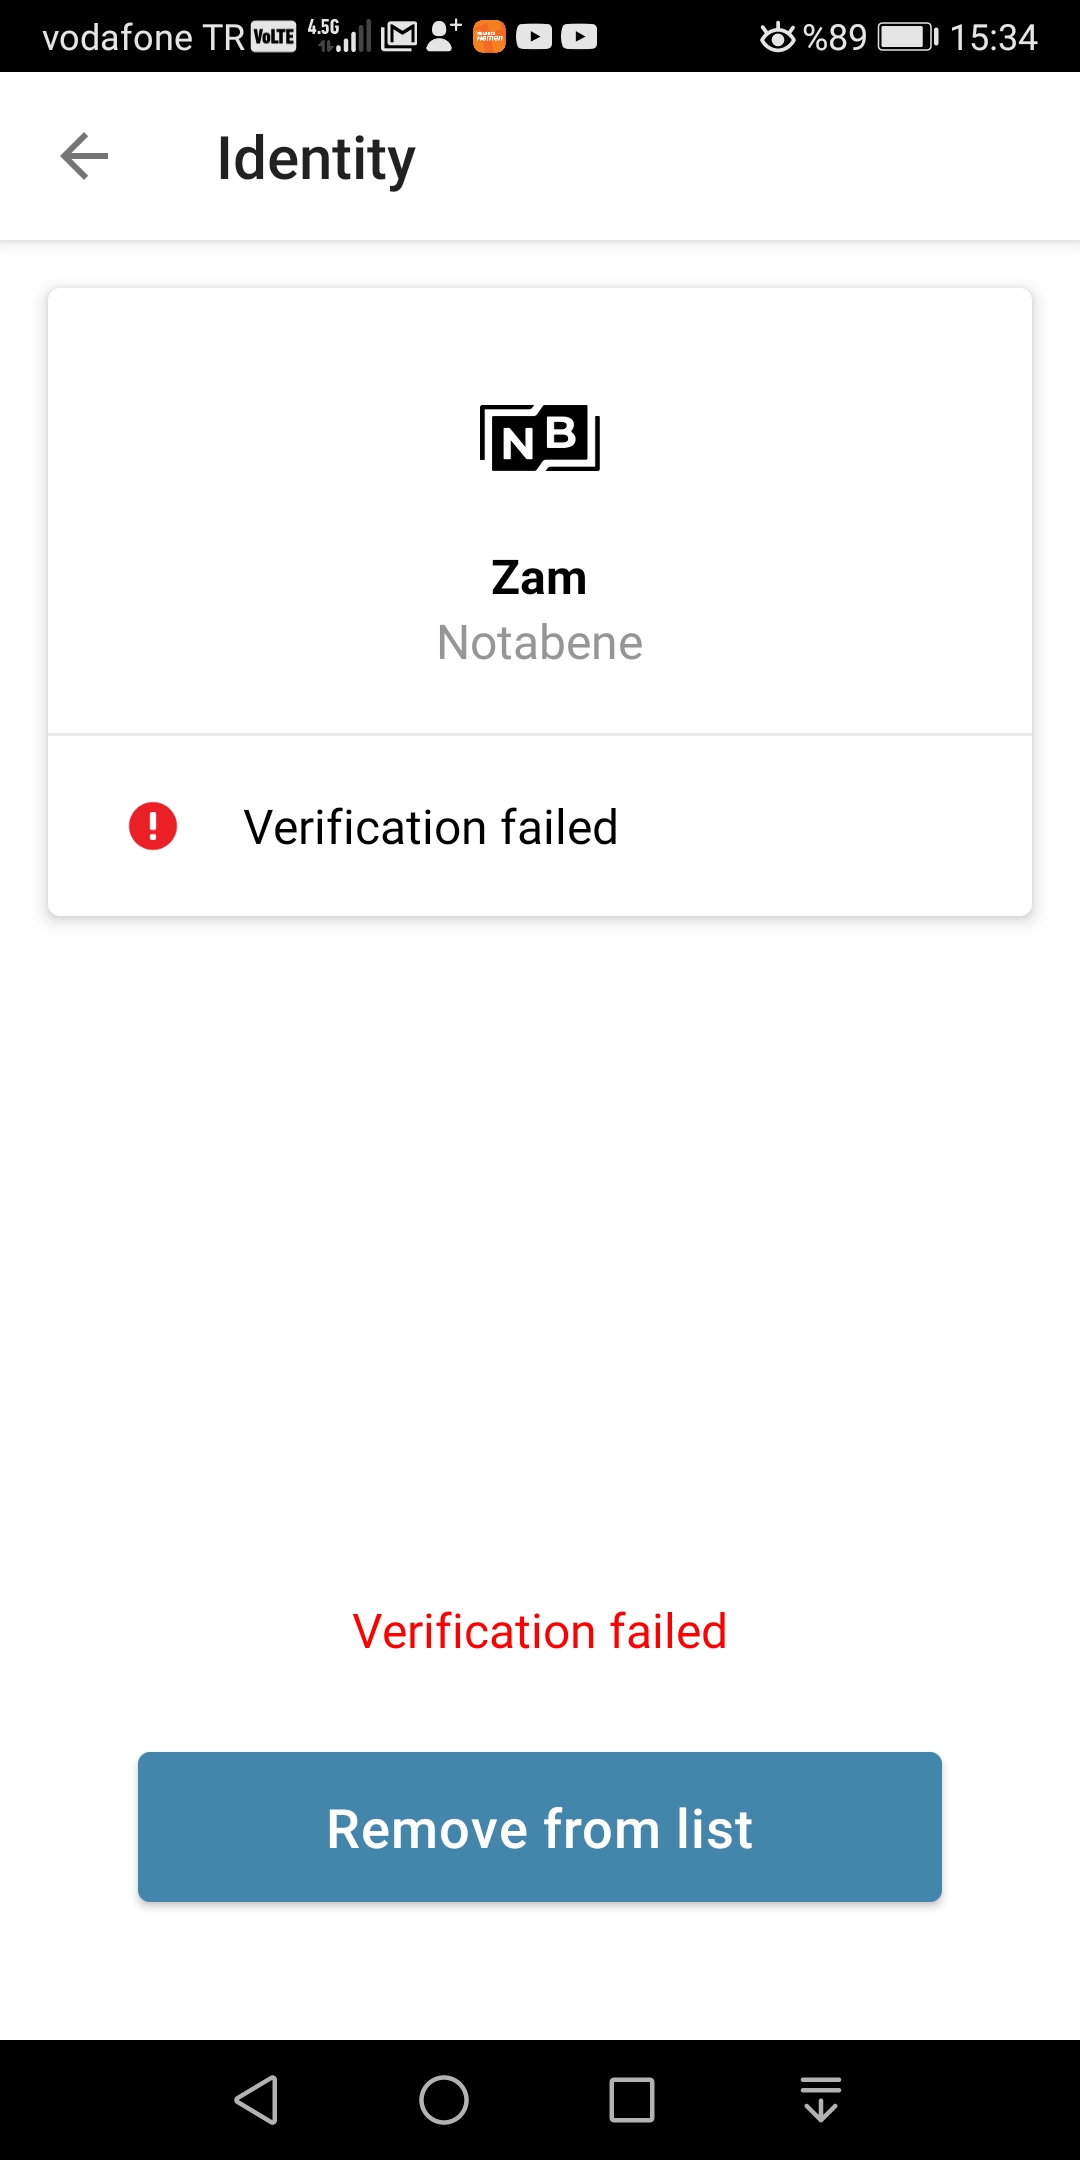 vodafone TR VoLTE 4.5G %89 15:34
Identity
NB
Zam
Notabene
Verification failed
Verification failed
Remove from list